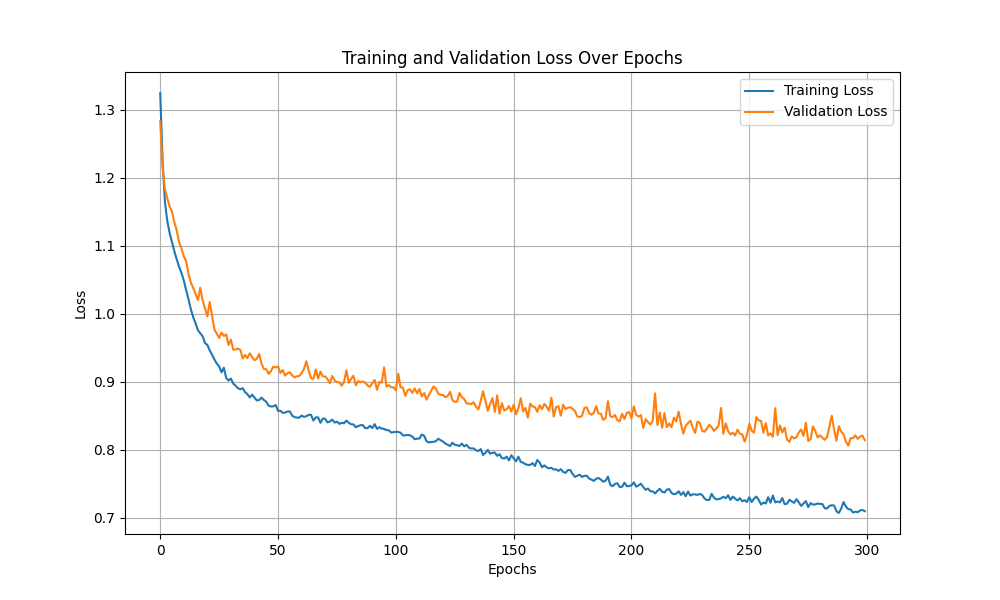 Training and Validation Loss Over Epochs
Training Loss
Validation Loss
1.3
1.2
1.1
1.0
0.9
0.8
0.7
Loss
0
50
100
150
200
250
300
Epochs